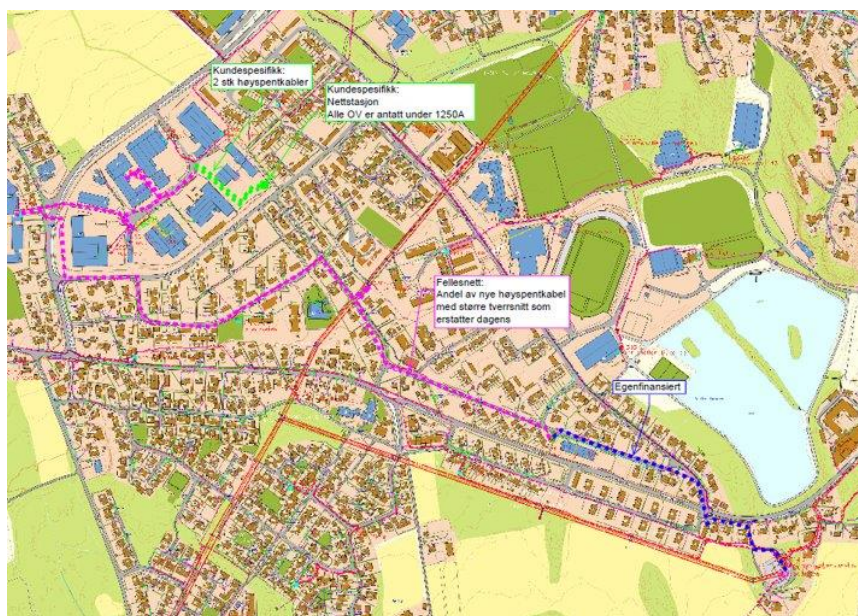 Kundespesifikk:
2 stk høyspentkabler
Kundespesifikk:
Nettstasjon
Alle OV er antatt under 1250A
Fellesnett:
Andel av nye høyspentkabel
med større tverrsnitt som
erstatter dagens
Egenfinansiert